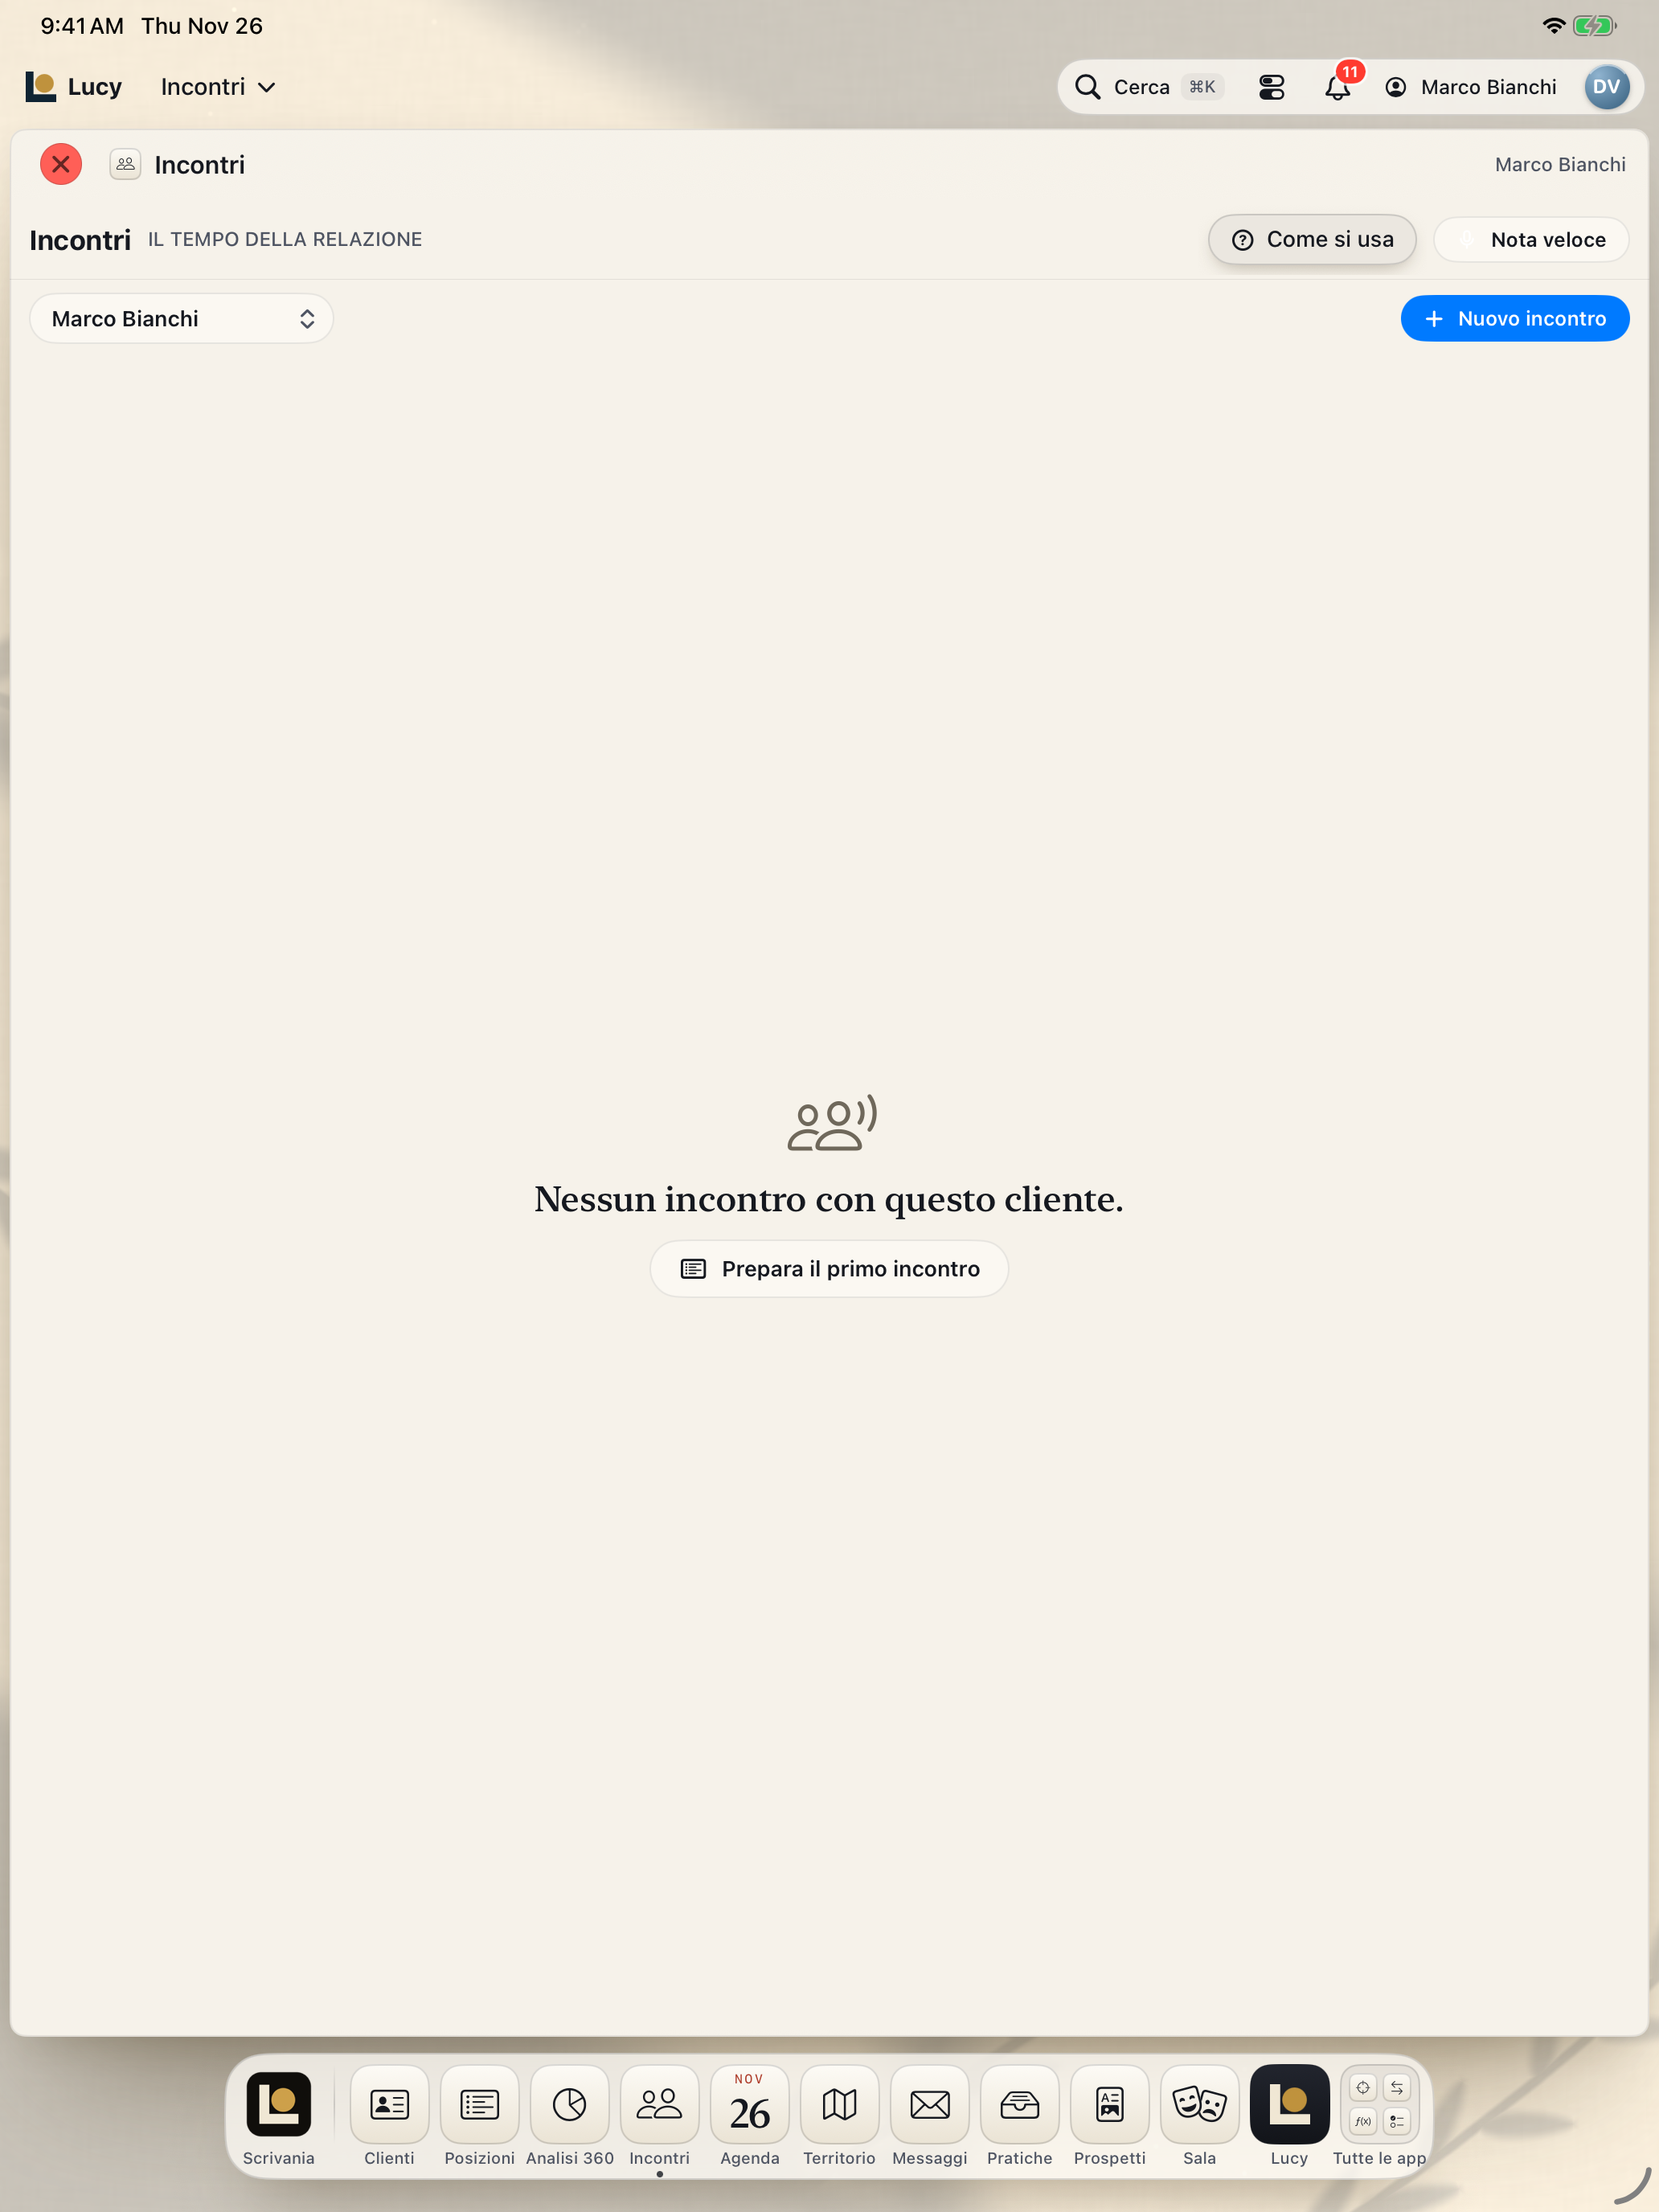 9:41 AM Thu Nov 26
Lucy Incontri Cerca ⌘K 11 Marco Bianchi DV
Incontri Marco Bianchi
Incontri IL TEMPO DELLA RELAZIONE Come si usa Nota veloce
Marco Bianchi Nuovo incontro
Nessun incontro con questo cliente.
Prepara il primo incontro
NOV
26
f(x)
Scrivania Clienti Posizioni Analisi 360 Incontri Agenda Territorio Messaggi Pratiche Prospetti Sala Lucy Tutte le app